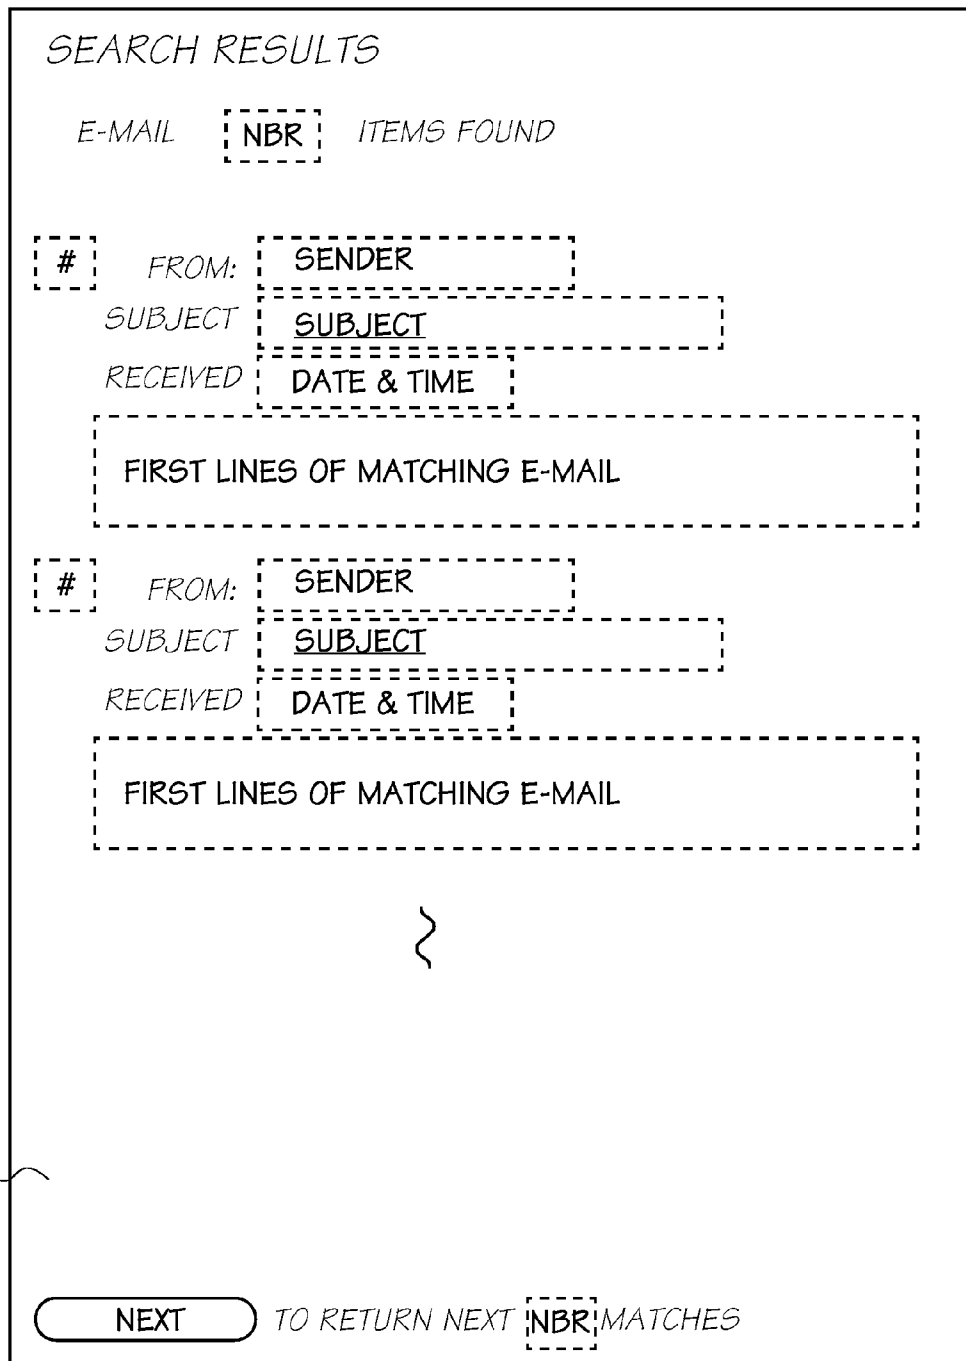 SEARCH RESULTS
E-MAIL NBR ITEMS FOUND
# FROM: SENDER
SUBJECT SUBJECT
RECEIVED DATE & TIME
FIRST LINES OF MATCHING E-MAIL
# FROM: SENDER
SUBJECT SUBJECT
RECEIVED DATE & TIME
FIRST LINES OF MATCHING E-MAIL
NEXT TO RETURN NEXT NBR MATCHES